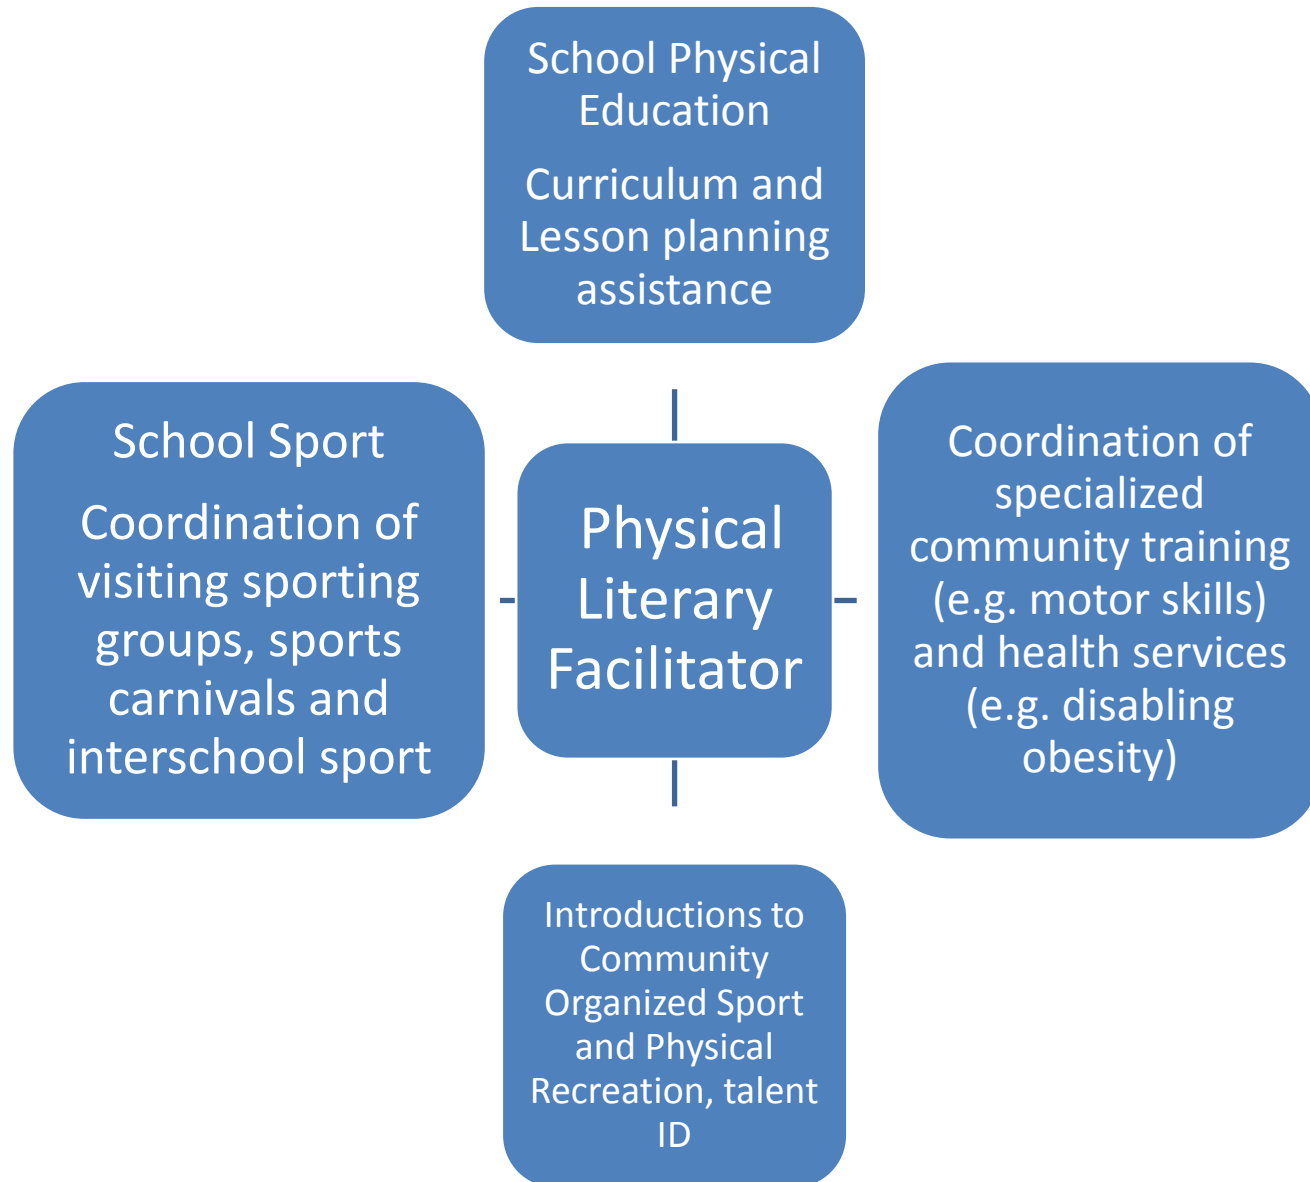 School Physical
Education
Curriculum and
Lesson planning
assistance
School Sport
Coordination of
visiting sporting
groups, sports
carnivals and
interschool sport
Physical
Literary
Facilitator
Coordination of
specialized
community training
(e.g. motor skills)
and health services
(e.g. disabling
obesity)
Introductions to
Community
Organized Sport
and Physical
Recreation, talent
ID